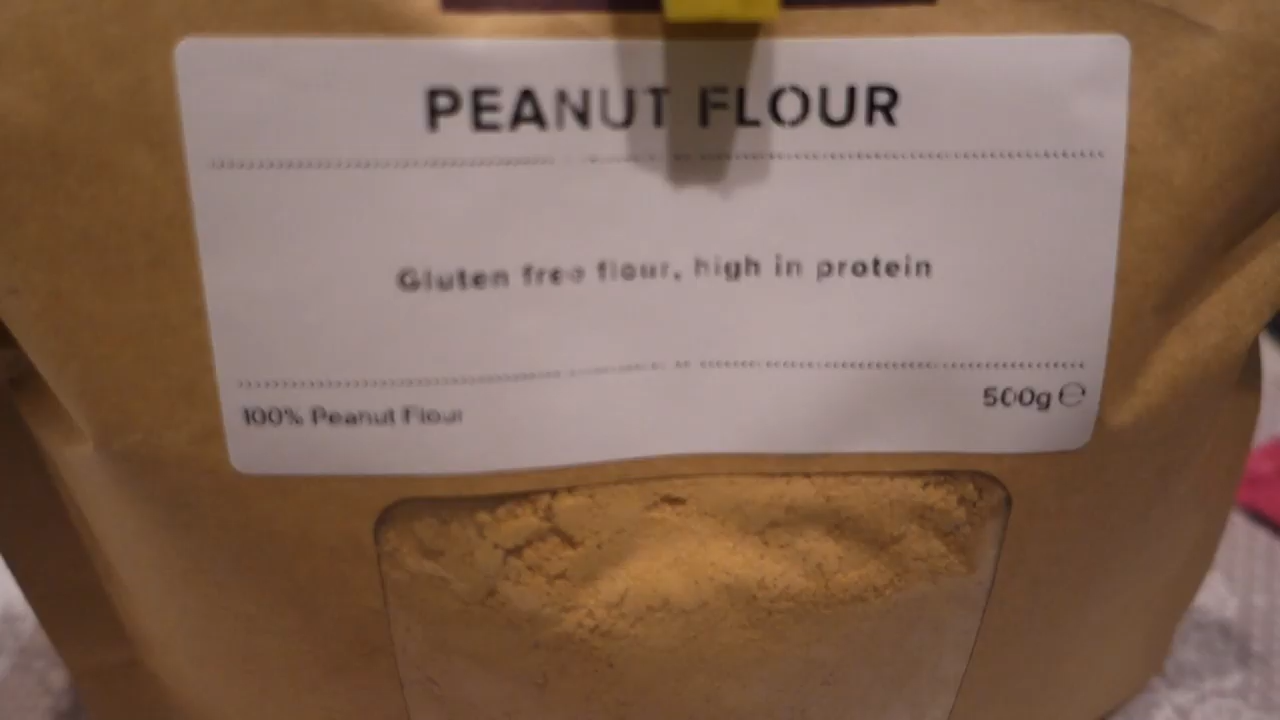 PEANUT FLOUR
Gluten free flour, high in protein
100% Peanut Flour
500g ℮